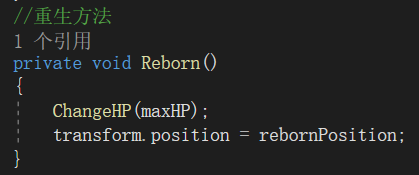 //重生方法
1 个引用
private void Reborn()
{
    ChangeHP(maxHP);
    transform.position = rebornPosition;
}